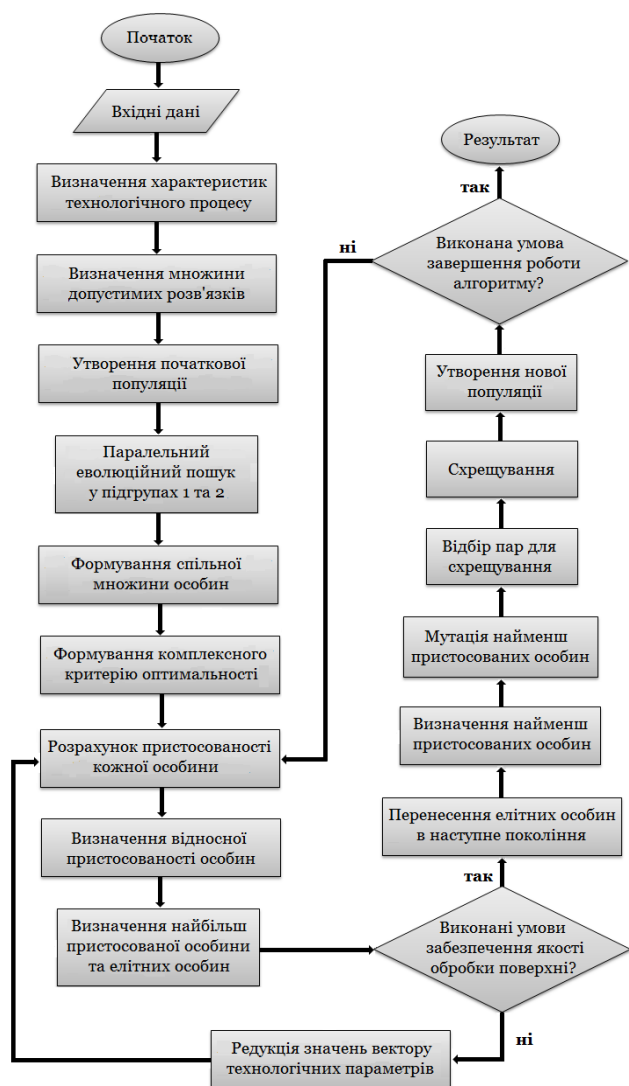 Початок
Вхідні дані
Визначення характеристик
технологічного процесу
Визначення множини
допустимих розв'язків
Утворення початкової
популяції
Паралельний
еволюційний пошук
у підгрупах 1 та 2
Формування спільної
множини особин
Формування комплексного
критерію оптимальності
Розрахунок пристосованості
кожної особини
Визначення відносної
пристосованості особин
Визначення найбільш
пристосованої особини
та елітних особин
Виконані умови
забезпечення якості
обробки поверхні?
ні
Редукція значень вектору
технологічних параметрів
так
Перенесення елітних особин
в наступне покоління
Визначення найменш
пристосованих особин
Мутація найменш
пристосованих особин
Відбір пар для
схрещування
Схрещування
Утворення нової
популяції
Виконана умова
завершення роботи
алгоритму?
ні
так
Результат